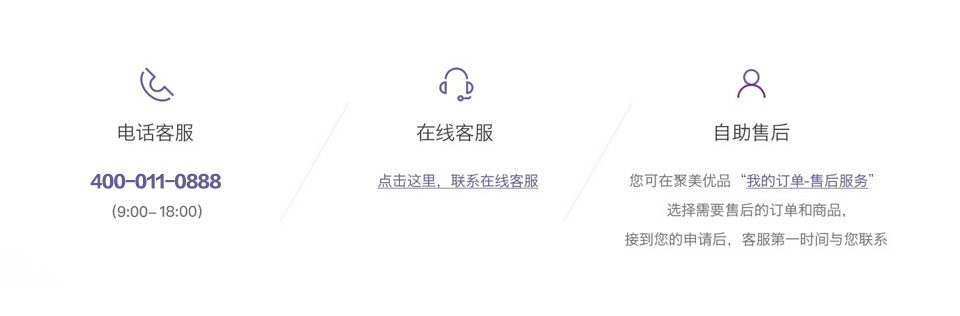 电话客服
400-011-0888
(9:00– 18:00)
在线客服
点击这里，联系在线客服
自助售后
您可在聚美优品“我的订单-售后服务”
选择需要售后的订单和商品，
接到您的申请后，客服第一时间与您联系